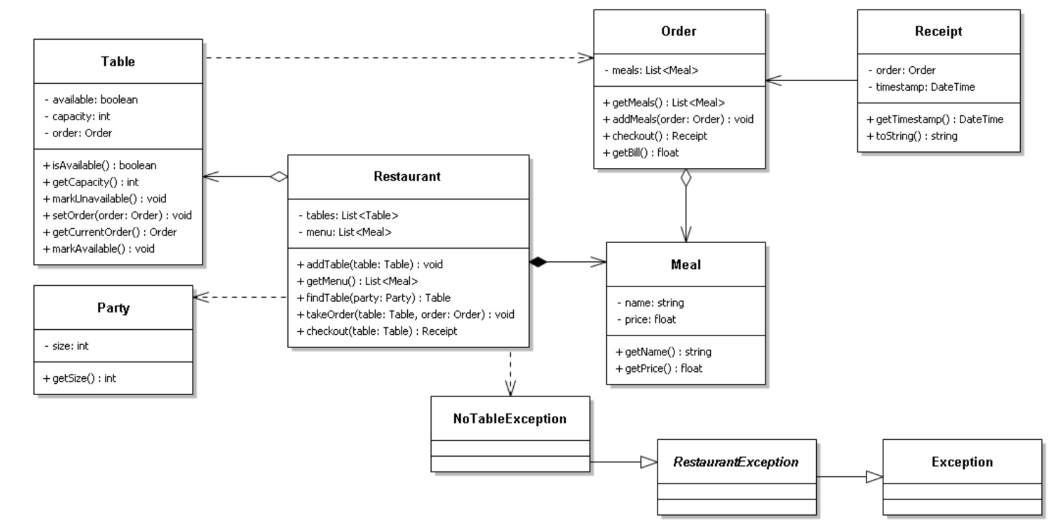 Table
- available: boolean
- capacity: int
- order: Order
+ isAvailable() : boolean
+ getCapacity() : int
+ markUnavailable() : void
+ setOrder(order: Order) : void
+ getCurrentOrder() : Order
+ markAvailable() : void
Party
- size: int
+ getSize() : int
Restaurant
- tables: List<Table>
- menu: List<Meal>
+ addTable(table: Table) : void
+ getMenu() : List<Meal>
+ findTable(party: Party) : Table
+ takeOrder(table: Table, order: Order) : void
+ checkout(table: Table) : Receipt
Order
- meals: List<Meal>
+ getMeals() : List<Meal>
+ addMeals(order: Order) : void
+ checkout() : Receipt
+ getBill() : float
Receipt
- order: Order
- timestamp: DateTime
+ getTimestamp() : DateTime
+ toString() : string
Meal
- name: string
- price: float
+ getName() : string
+ getPrice() : float
NoTableException
RestaurantException
Exception